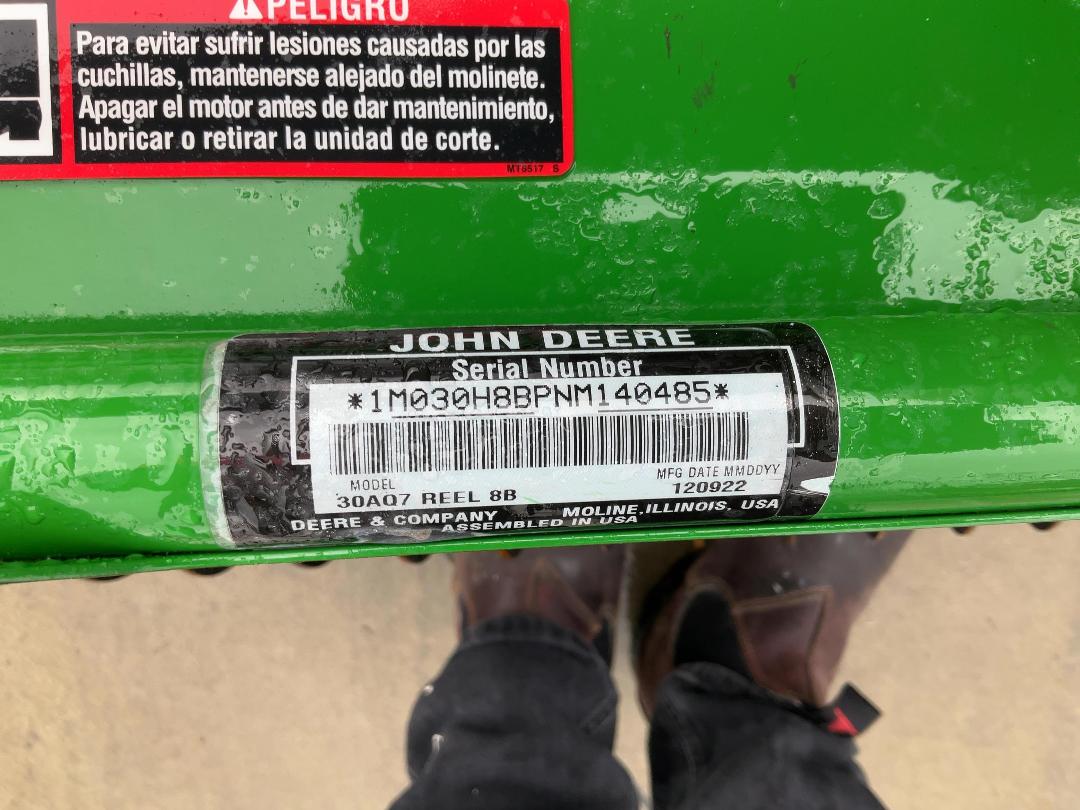 ⚠PELIGRO
Para evitar sufrir lesiones causadas por las
cuchillas, mantenerse alejado del molinete.
Apagar el motor antes de dar mantenimiento,
lubricar o retirar la unidad de corte.
MT6517 S
JOHN DEERE
Serial Number
*1M030H8BPNM140485*
MODEL
30AQ7 REEL 8B
MFG DATE MMDDYY
120922
DEERE & COMPANY MOLINE, ILLINOIS, USA
ASSEMBLED IN USA